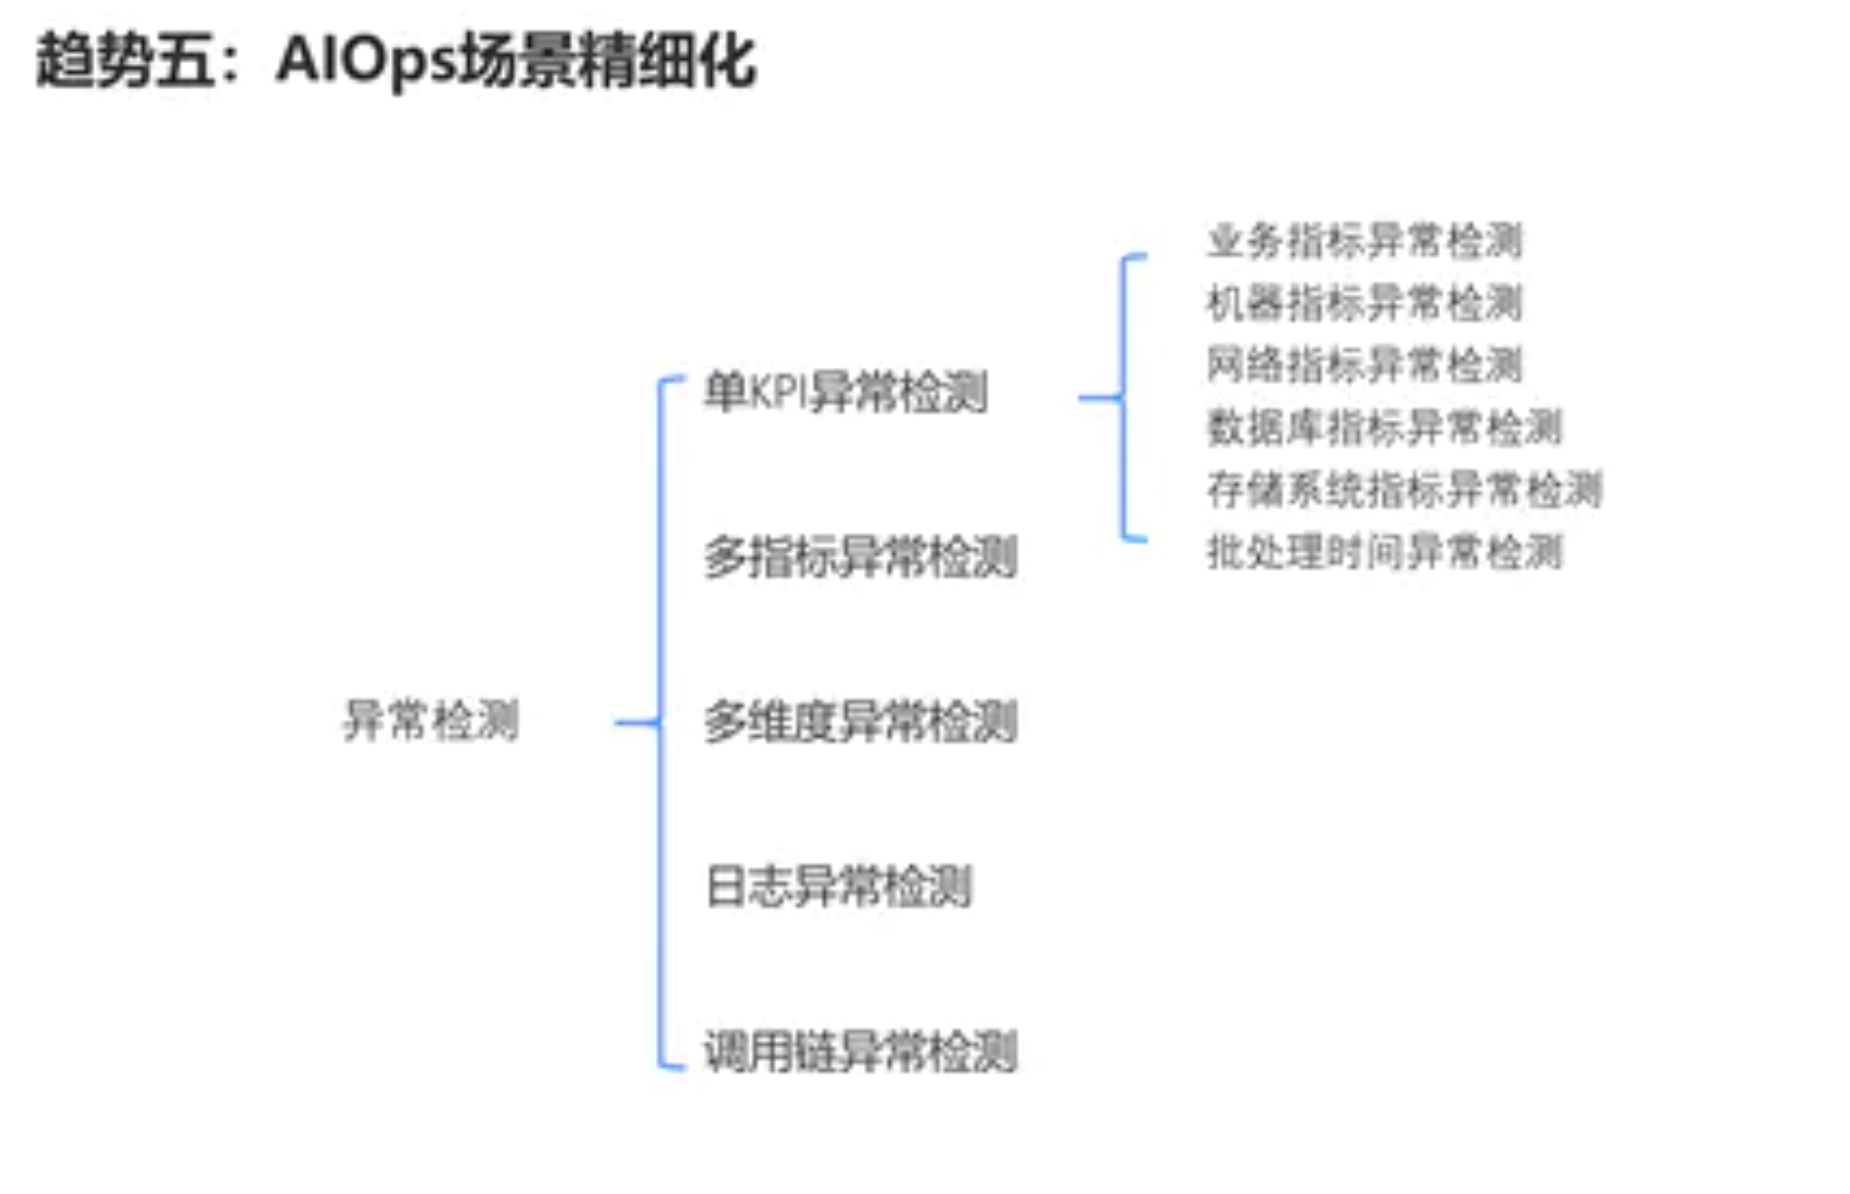 趋势五：AIOps场景精细化
异常检测
单KPI异常检测
多指标异常检测
多维度异常检测
日志异常检测
调用链异常检测
业务指标异常检测
机器指标异常检测
网络指标异常检测
数据库指标异常检测
存储系统指标异常检测
批处理时间异常检测